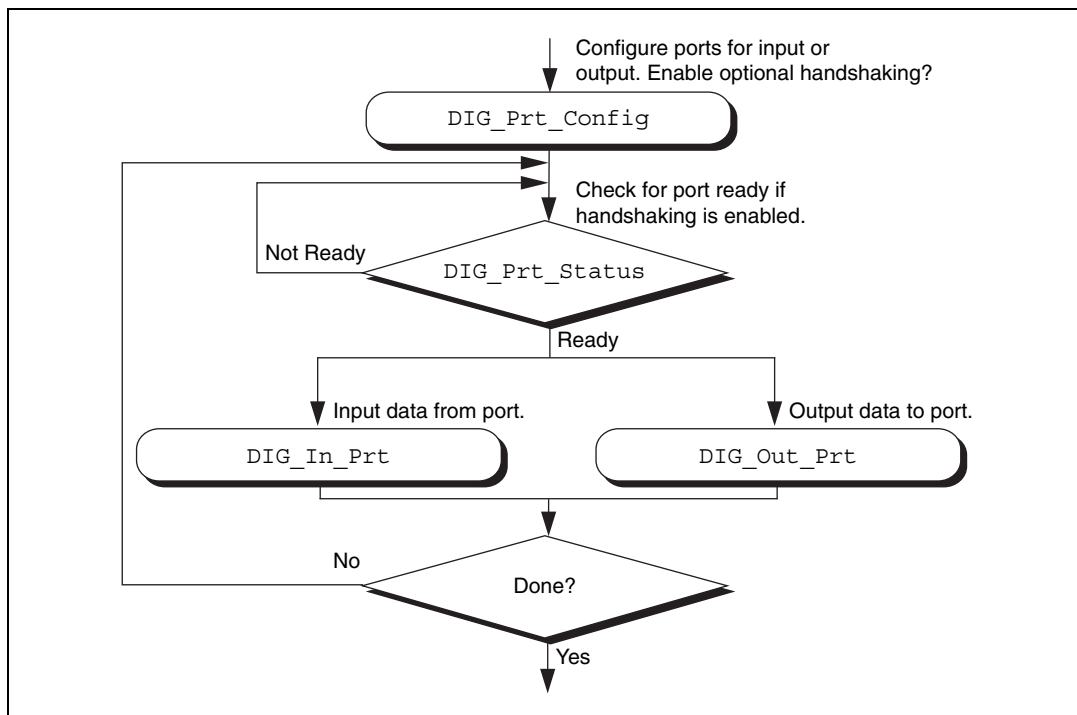 Configure ports for input or
output. Enable optional handshaking?
DIG_Prt_Config
Check for port ready if
handshaking is enabled.
Not Ready
DIG_Prt_Status
Ready
Input data from port.
Output data to port.
DIG_In_Prt
DIG_Out_Prt
No
Done?
Yes